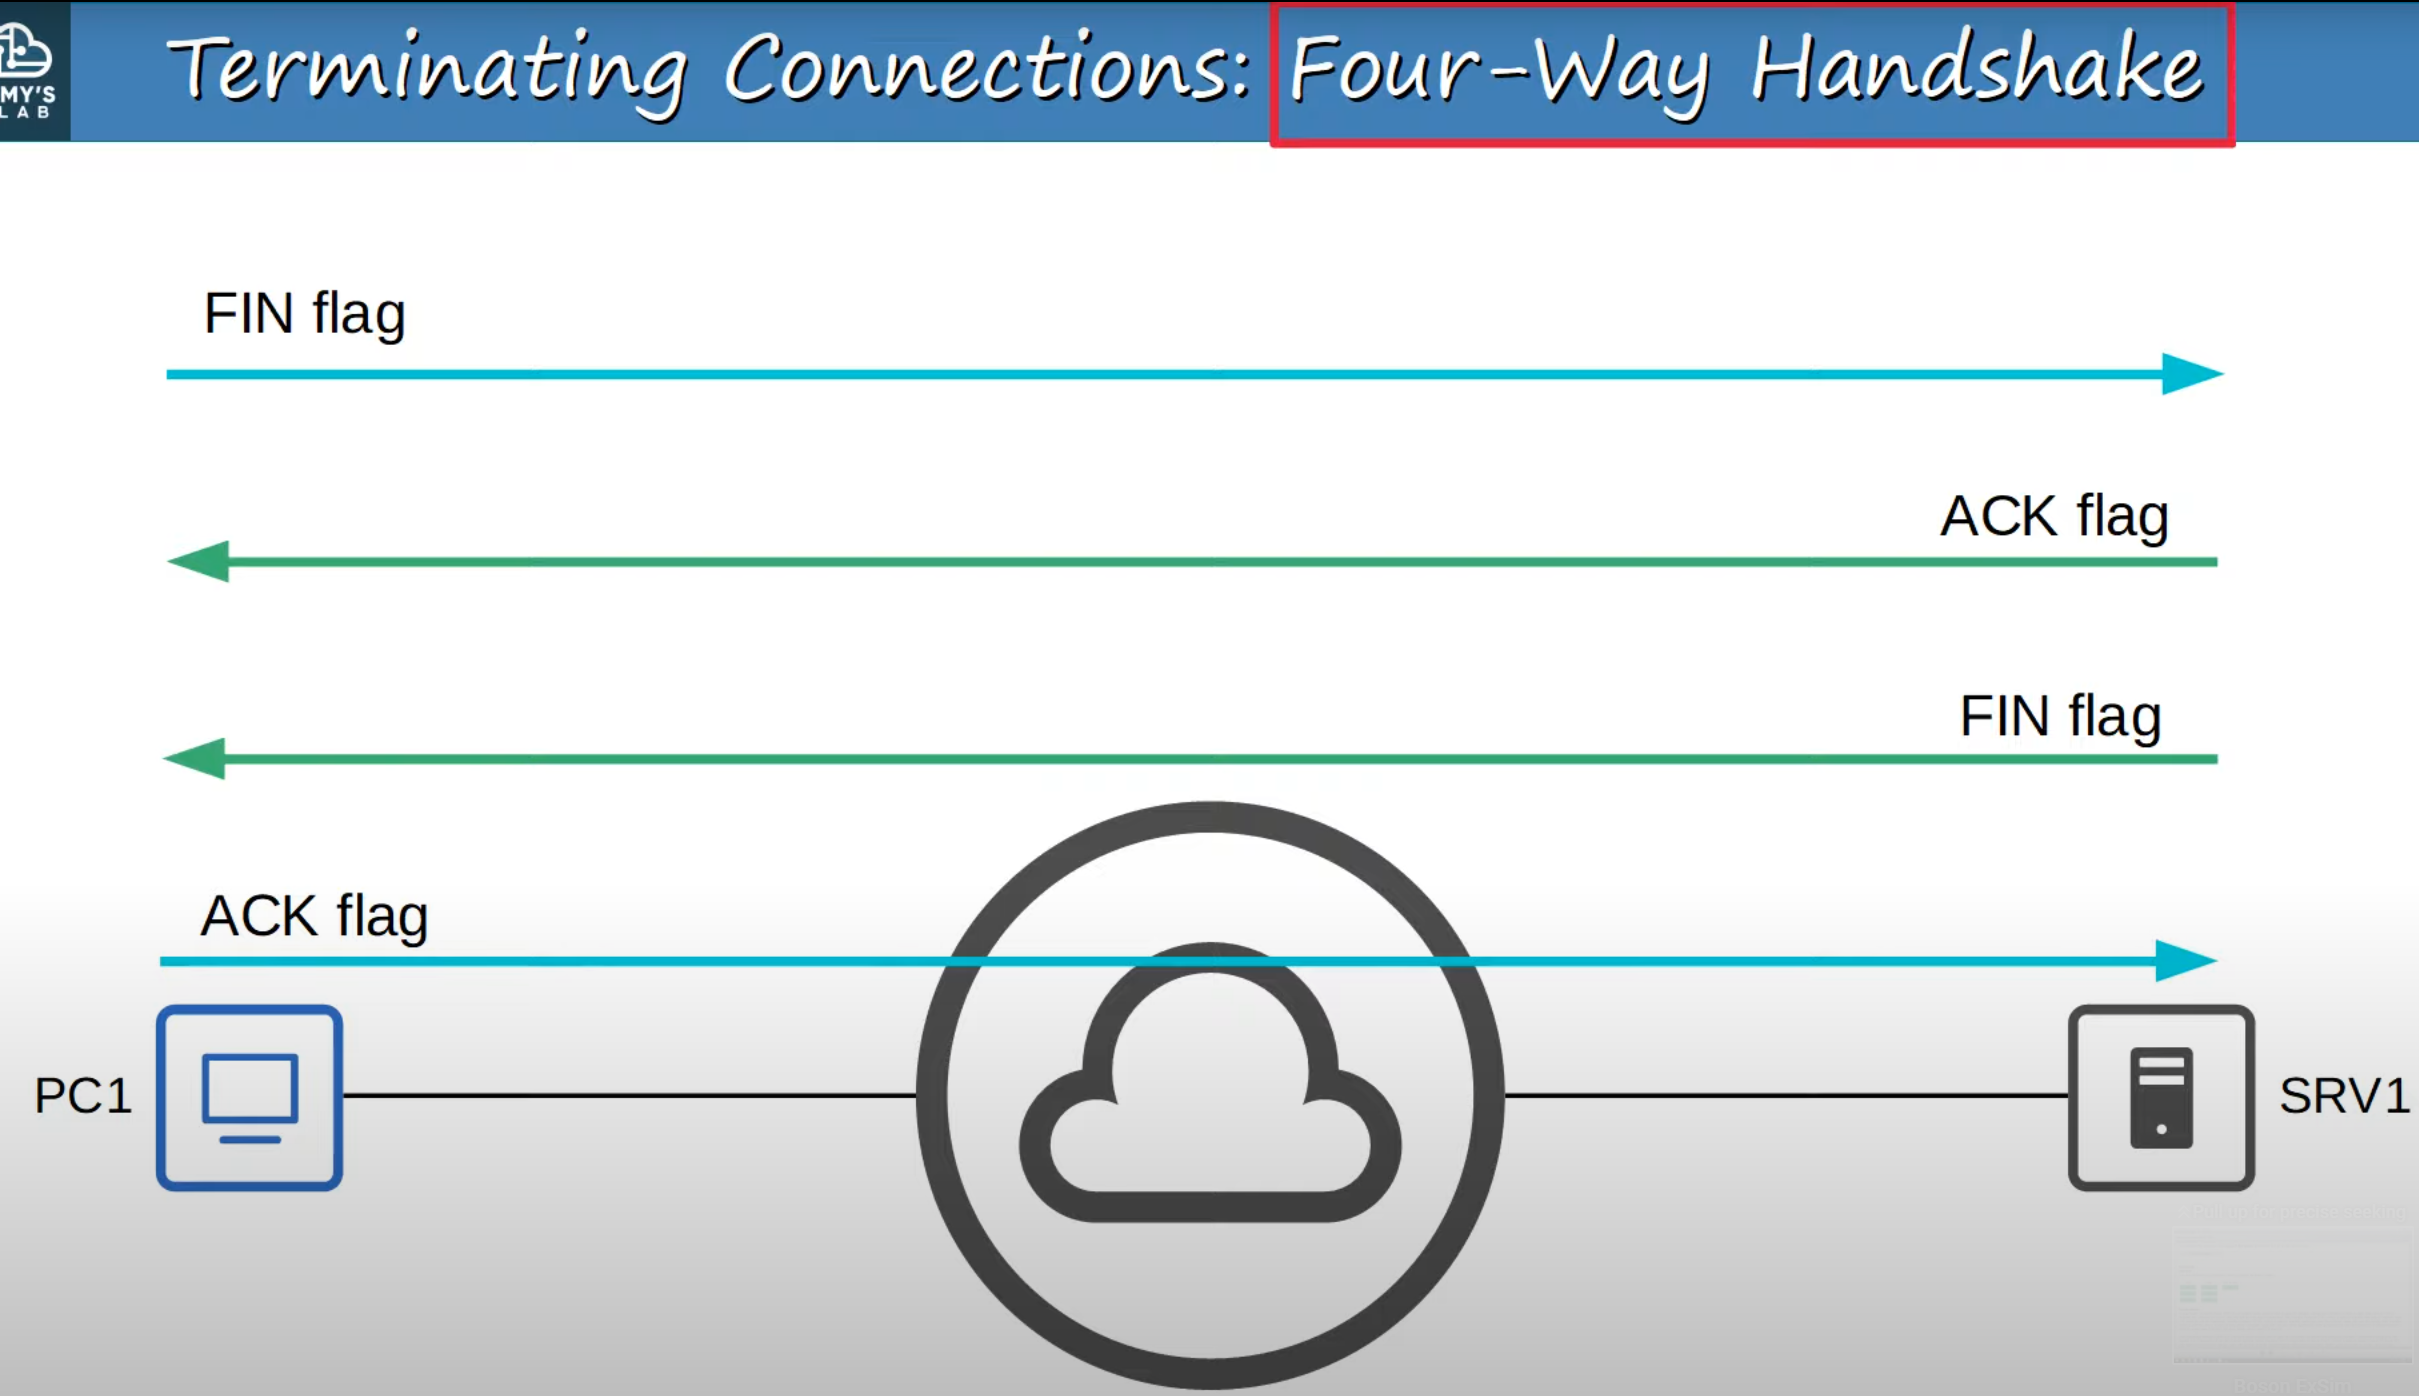 Terminating Connections: Four-Way Handshake
MY'S
LAB
FIN flag
ACK flag
FIN flag
ACK flag
PC1
SRV1